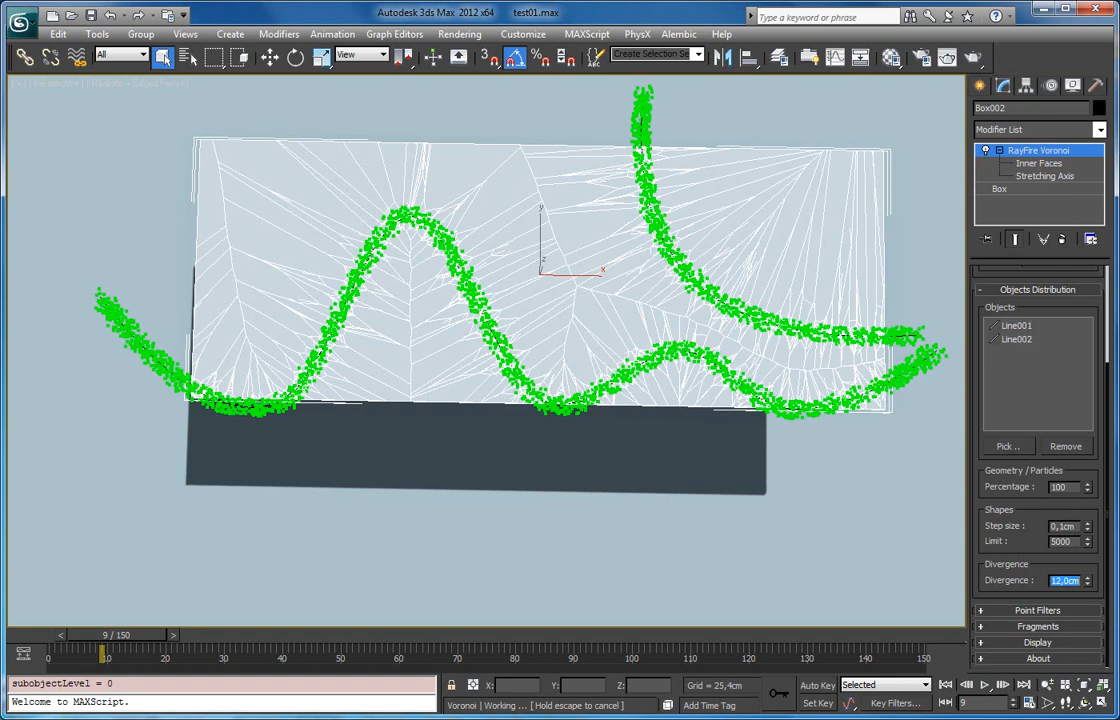 Autodesk 3ds Max 2012 x64 test01.max
Type a keyword or phrase
Edit Tools Group Views Create Modifiers Animation Graph Editors Rendering Customize MAXScript PhysX Alembic Help
All View 3 Create Selection Se
Box002
Modifier List
RayFire Voronoi
Inner Faces
Stretching Axis
Box
Objects Distribution
Objects
Line001
Line002
Pick .. Remove
Geometry / Particles
Percentage : 100
Shapes
Step size : 0,1cm
Limit : 5000
Divergence
Divergence : 12,0cm
+ Point Filters
+ Fragments
+ Display
+ About
y
z
x
< 9 / 150 >
0 10 20 30 40 50 60 70 80 90 100 110 120 130 140 150
subobjectLevel = 0
Welcome to MAXScript.
X: Y: Z: Grid = 25,4cm
Voronoi | Working ... [ Hold escape to cancel ] Add Time Tag
Auto Key Selected
Set Key Key Filters... 9